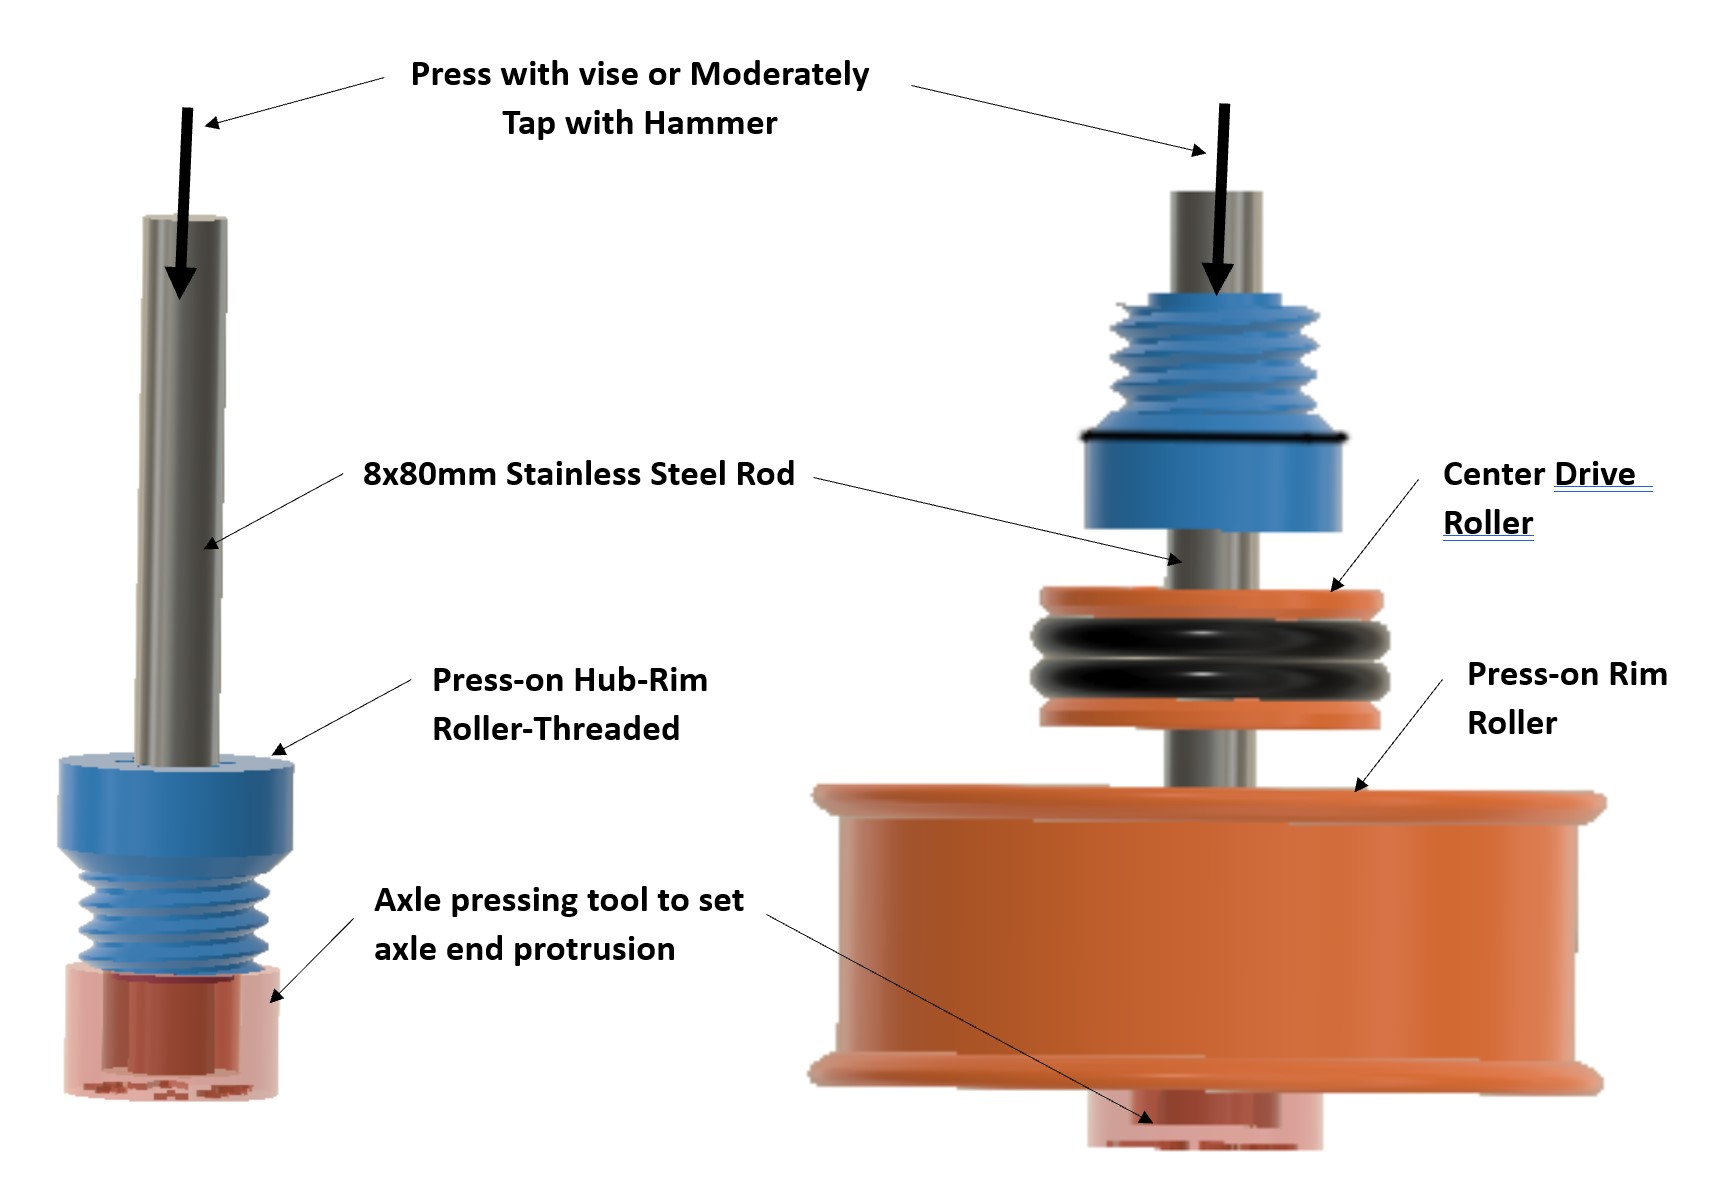 Press with vise or Moderately
Tap with Hammer
8x80mm Stainless Steel Rod
Center Drive
Roller
Press-on Hub-Rim
Roller-Threaded
Press-on Rim
Roller
Axle pressing tool to set
axle end protrusion